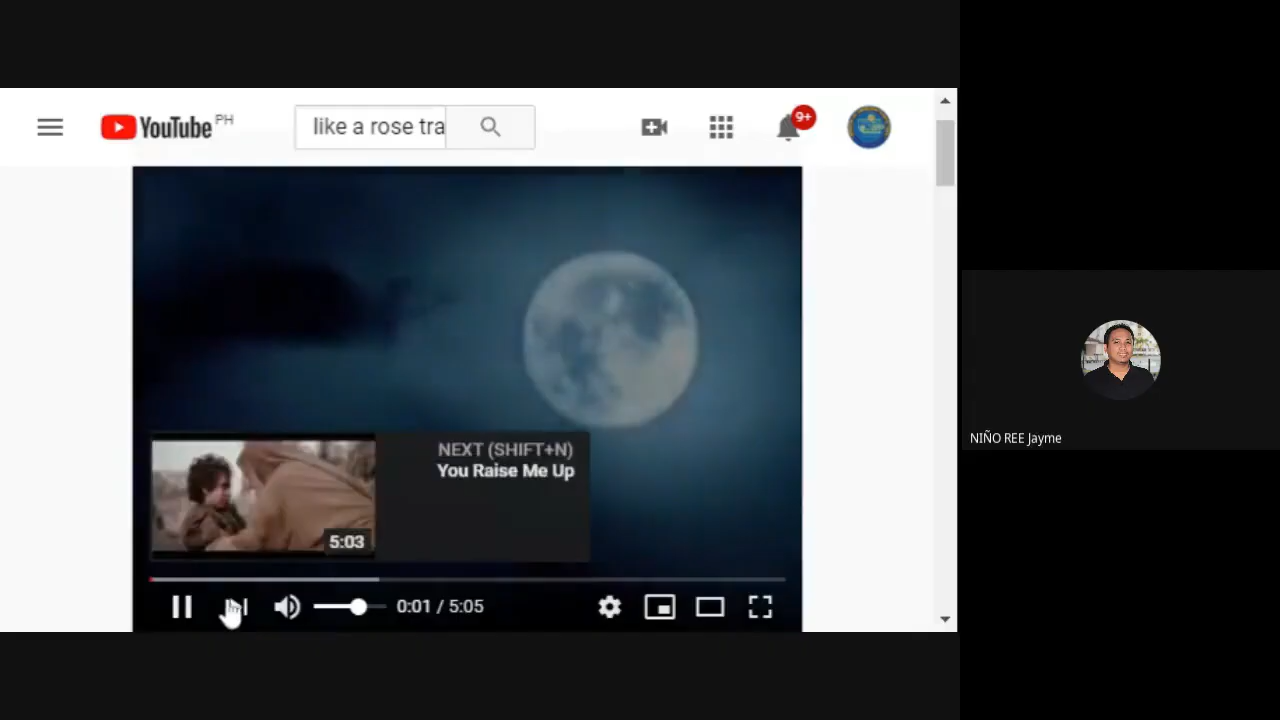 YouTube PH
like a rose tra
9+
NEXT (SHIFT+N)
You Raise Me Up
5:03
0:01 / 5:05
NIÑO REE Jayme